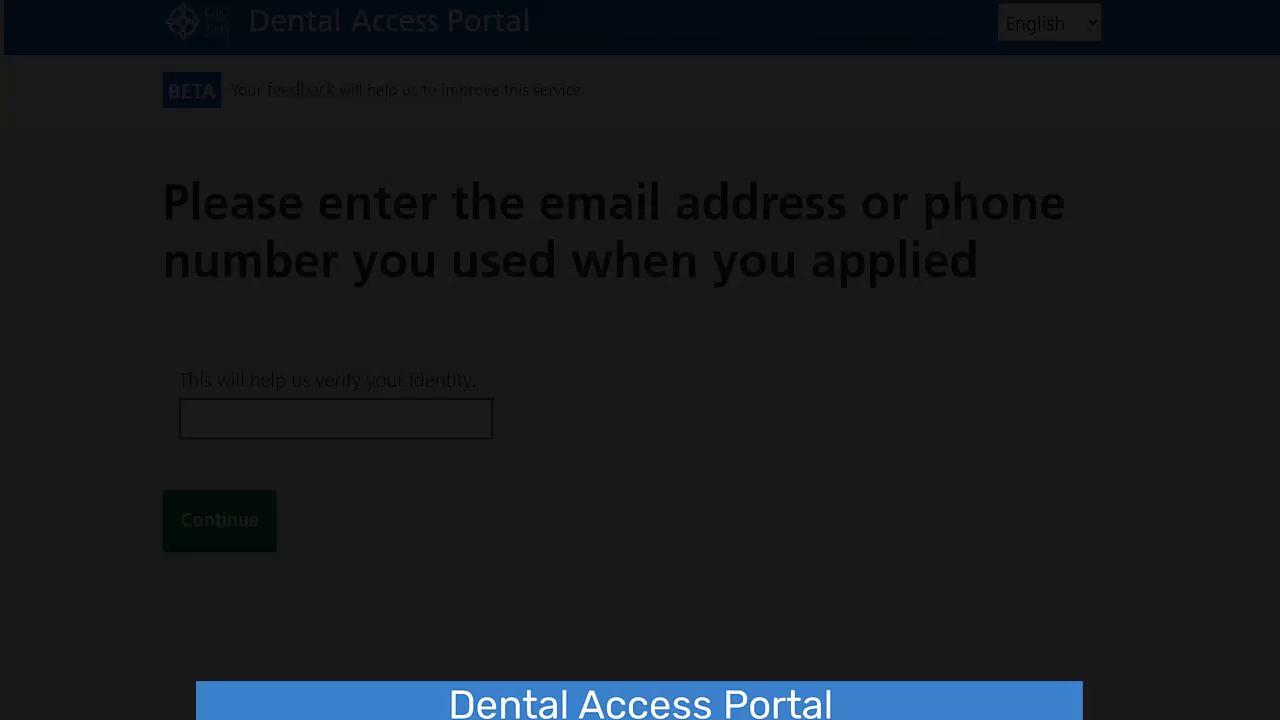 Dental Access Portal
English
BETA
Your feedback will help us to improve this service.
Please enter the email address or phone
number you used when you applied
This will help us verify your identity.
Continue
Dental Access Portal